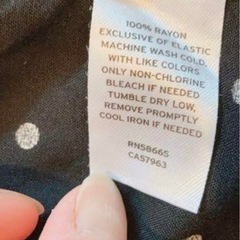 100% RAYON
EXCLUSIVE OF ELASTIC
MACHINE WASH COLD,
WITH LIKE COLORS
ONLY NON-CHLORINE
BLEACH IF NEEDED
TUMBLE DRY LOW,
REMOVE PROMPTLY
COOL IRON IF NEEDED
RN58665
CA57963